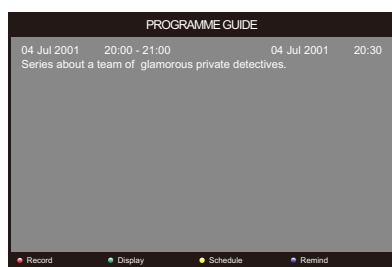 PROGRAMME GUIDE
04 Jul 2001 20:00 - 21:00 04 Jul 2001 20:30
Series about a team of glamorous private detectives.
Record Display Schedule Remind